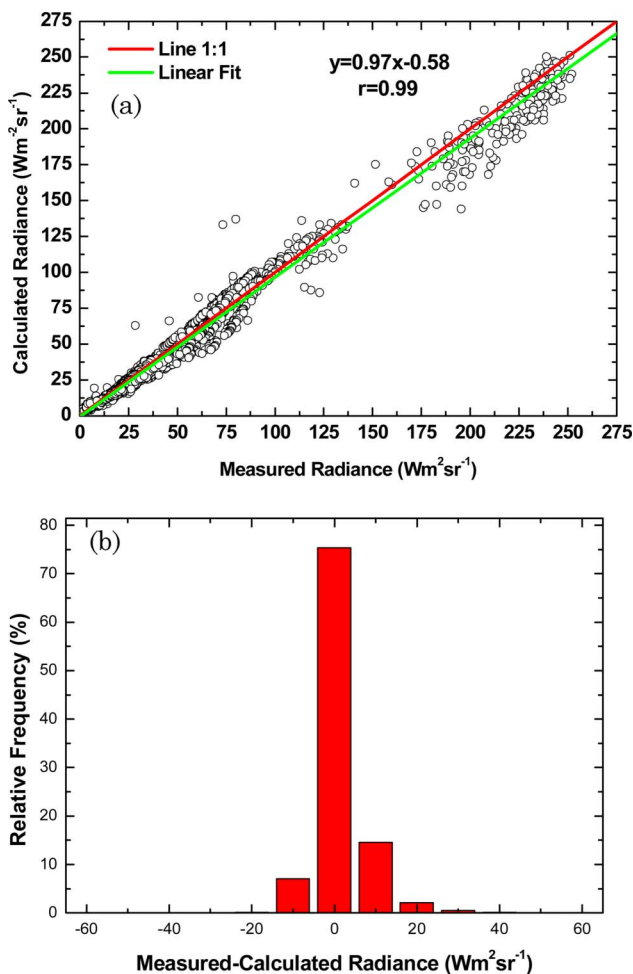 275
250
225
200
175
150
125
100
75
50
25
0
Calculated Radiance (Wm⁻²sr⁻¹)
Line 1:1
Linear Fit
(a)
y=0.97x-0.58
r=0.99
0 25 50 75 100 125 150 175 200 225 250 275
Measured Radiance (Wm²sr⁻¹)
80
70
60
50
40
30
20
10
0
Relative Frequency (%)
(b)
-60 -40 -20 0 20 40 60
Measured-Calculated Radiance (Wm²sr⁻¹)